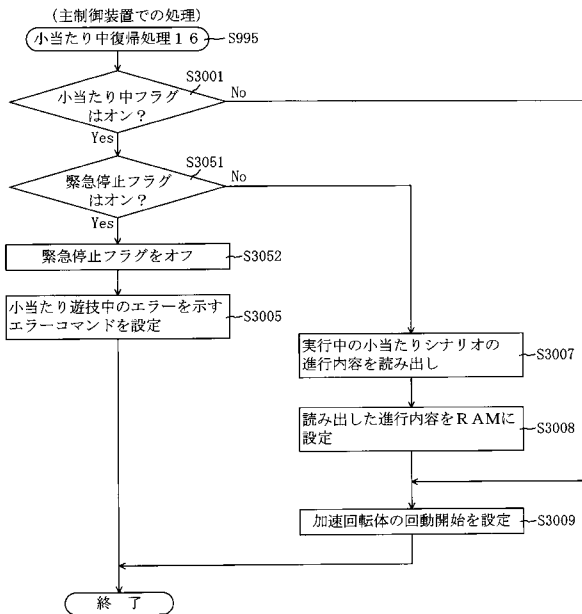 (主制御装置での処理)
小当たり中復帰処理16
S995
S3001
小当たり中フラグ
はオン?
No
Yes
S3051
緊急停止フラグ
はオン?
No
Yes
緊急停止フラグをオフ
S3052
小当たり遊技中のエラーを示す
エラーコマンドを設定
S3005
実行中の小当たりシナリオの
進行内容を読み出し
S3007
読み出した進行内容をRAMに
設定
S3008
加速回転体の回動開始を設定
S3009
終 了